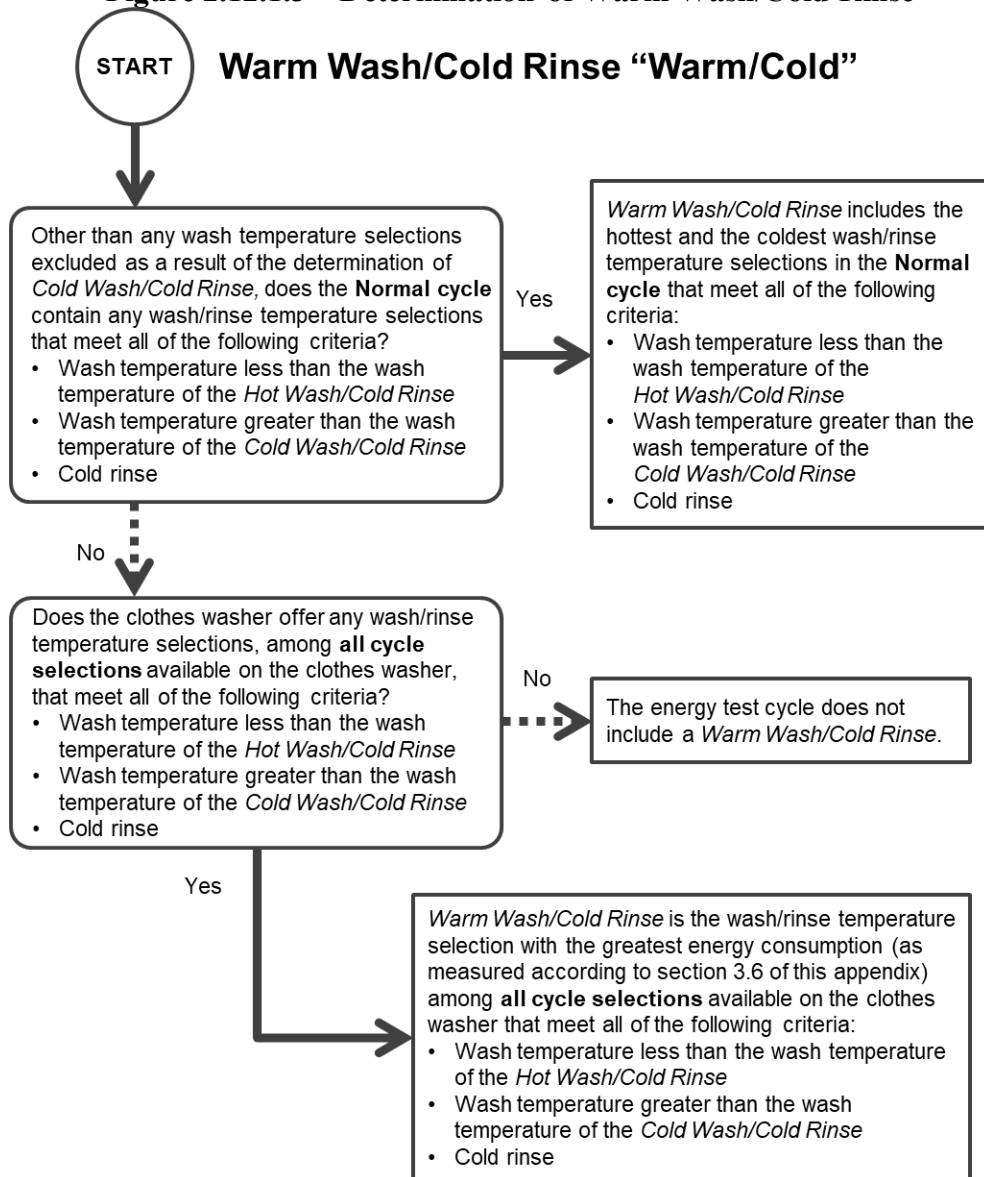 START
Warm Wash/Cold Rinse “Warm/Cold”
Other than any wash temperature selections
excluded as a result of the determination of
Cold Wash/Cold Rinse, does the Normal cycle
contain any wash/rinse temperature selections
that meet all of the following criteria?
• Wash temperature less than the wash
temperature of the Hot Wash/Cold Rinse
• Wash temperature greater than the wash
temperature of the Cold Wash/Cold Rinse
• Cold rinse
Yes
Warm Wash/Cold Rinse includes the
hottest and the coldest wash/rinse
temperature selections in the Normal
cycle that meet all of the following
criteria:
• Wash temperature less than the
wash temperature of the
Hot Wash/Cold Rinse
• Wash temperature greater than the
wash temperature of the
Cold Wash/Cold Rinse
• Cold rinse
No
Does the clothes washer offer any wash/rinse
temperature selections, among all cycle
selections available on the clothes washer,
that meet all of the following criteria?
• Wash temperature less than the wash
temperature of the Hot Wash/Cold Rinse
• Wash temperature greater than the wash
temperature of the Cold Wash/Cold Rinse
• Cold rinse
No
The energy test cycle does not
include a Warm Wash/Cold Rinse.
Yes
Warm Wash/Cold Rinse is the wash/rinse temperature
selection with the greatest energy consumption (as
measured according to section 3.6 of this appendix)
among all cycle selections available on the clothes
washer that meet all of the following criteria:
• Wash temperature less than the wash temperature
of the Hot Wash/Cold Rinse
• Wash temperature greater than the wash
temperature of the Cold Wash/Cold Rinse
• Cold rinse